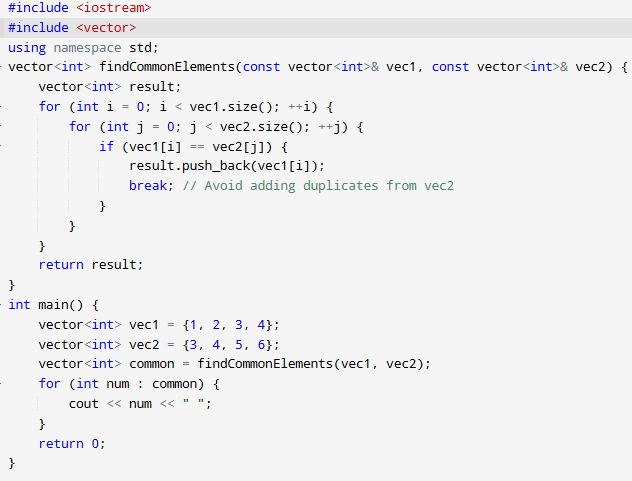 #include <iostream>
#include <vector>
using namespace std;
vector<int> findCommonElements(const vector<int>& vec1, const vector<int>& vec2) {
    vector<int> result;
    for (int i = 0; i < vec1.size(); ++i) {
        for (int j = 0; j < vec2.size(); ++j) {
            if (vec1[i] == vec2[j]) {
                result.push_back(vec1[i]);
                break; // Avoid adding duplicates from vec2
            }
        }
    }
    return result;
}
int main() {
    vector<int> vec1 = {1, 2, 3, 4};
    vector<int> vec2 = {3, 4, 5, 6};
    vector<int> common = findCommonElements(vec1, vec2);
    for (int num : common) {
        cout << num << " ";
    }
    return 0;
}